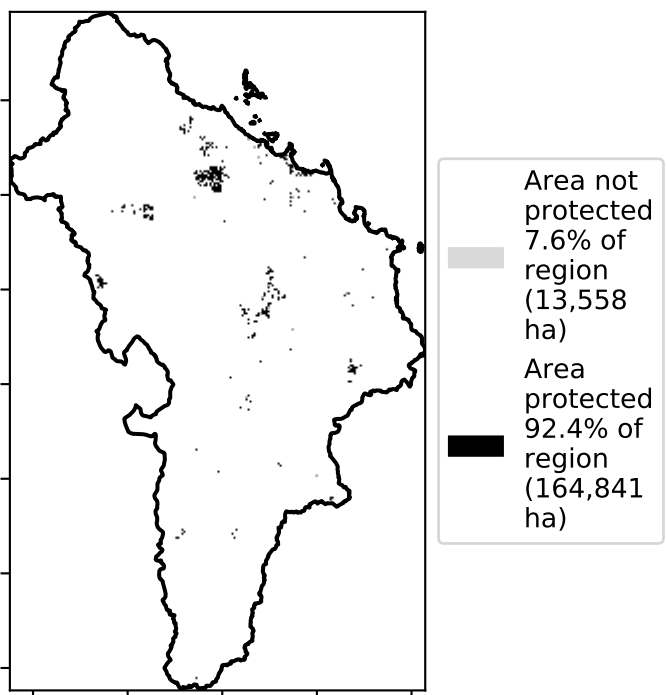 Area not
protected
7.6% of
region
(13,558
ha)
Area
protected
92.4% of
region
(164,841
ha)